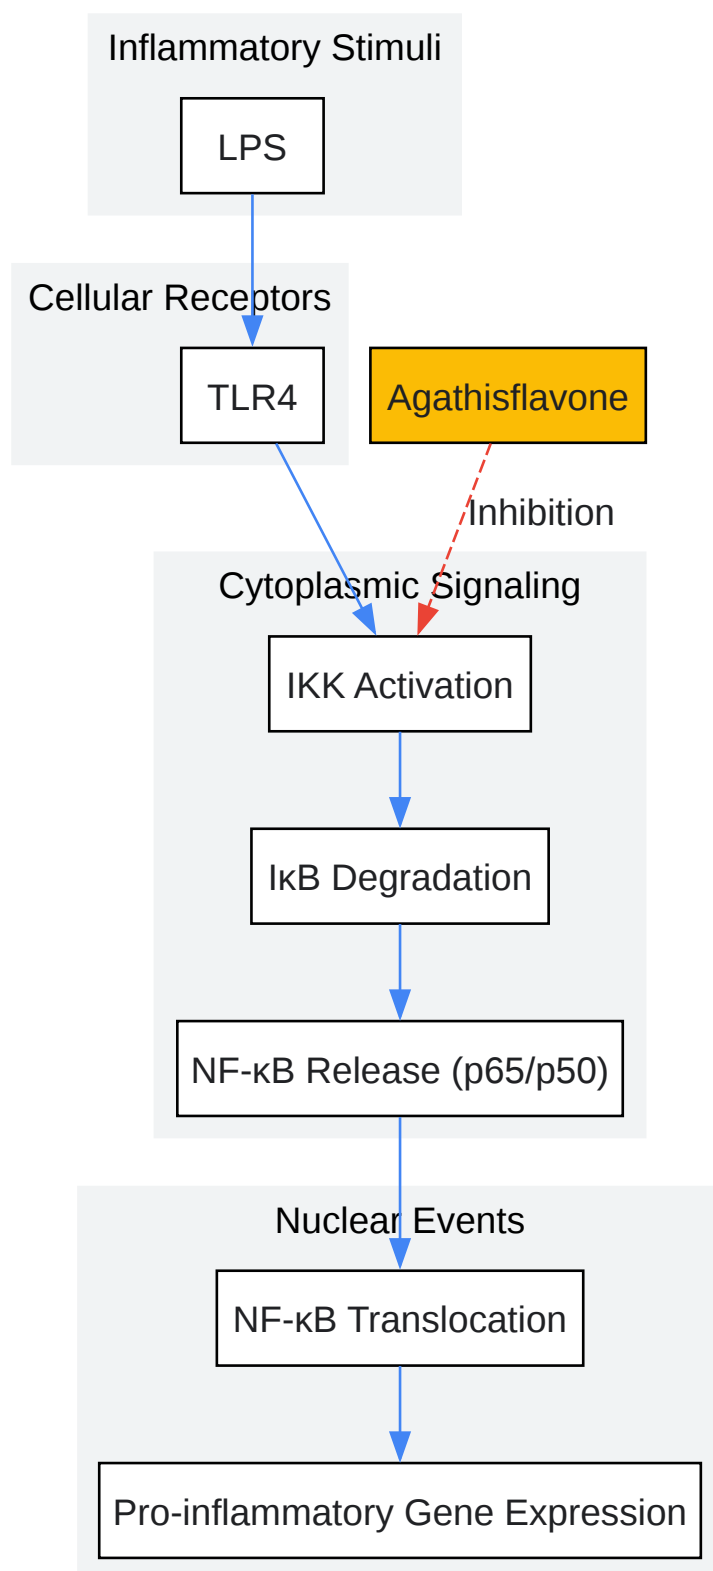 Inflammatory Stimuli
LPS
Cellular Receptors
TLR4
Agathisflavone
Inhibition
Cytoplasmic Signaling
IKK Activation
IκB Degradation
NF-κB Release (p65/p50)
Nuclear Events
NF-κB Translocation
Pro-inflammatory Gene Expression